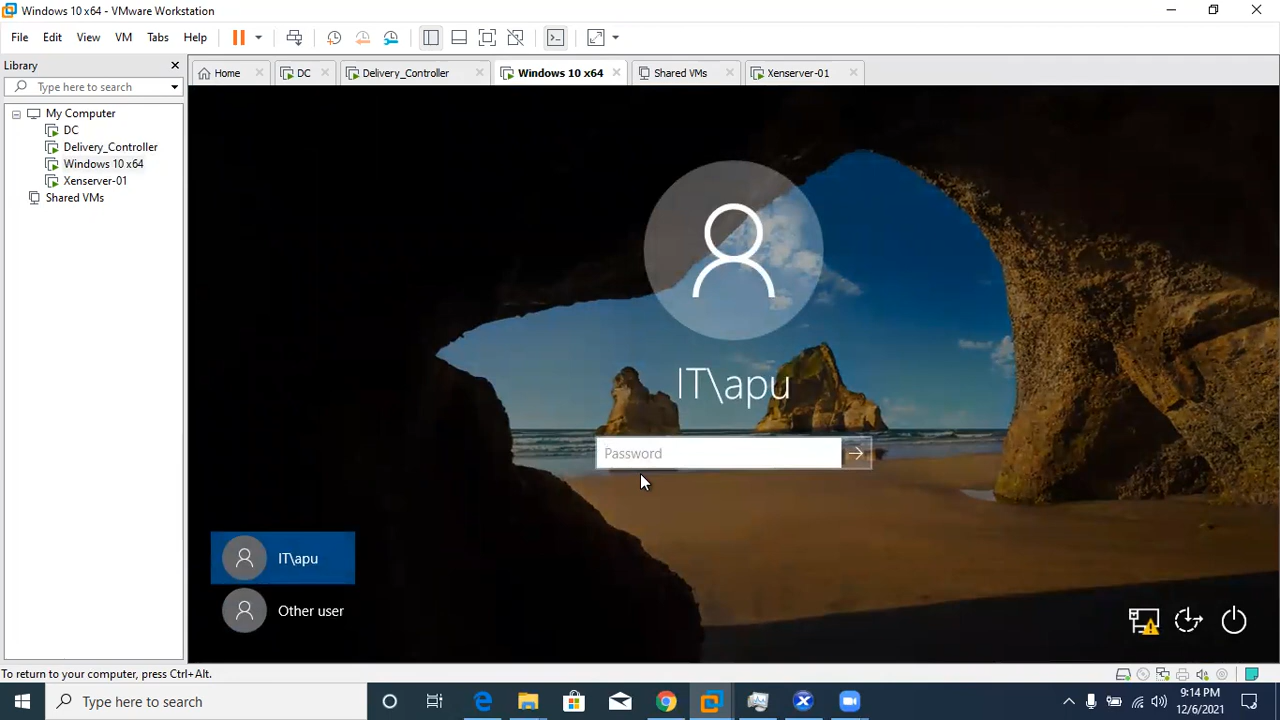 Windows 10 x64 - VMware Workstation
File Edit View VM Tabs Help
Library
Type here to search
My Computer
DC
Delivery_Controller
Windows 10 x64
Xenserver-01
Shared VMs
Home DC Delivery_Controller Windows 10 x64 Shared VMs Xenserver-01
IT\apu
Password
IT\apu
Other user
To return to your computer, press Ctrl+Alt.
Type here to search
9:14 PM
12/6/2021